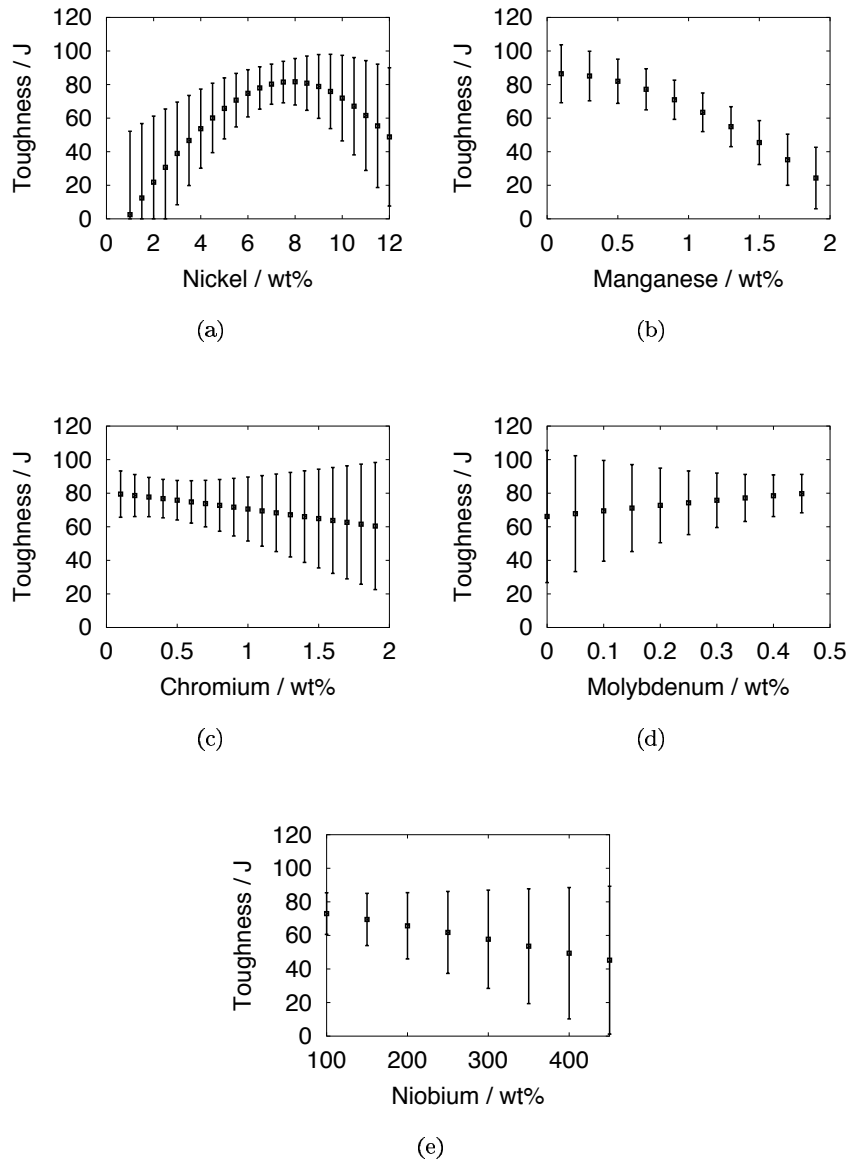 120
100
80
60
40
20
0
Toughness / J
0 2 4 6 8 10 12
Nickel / wt%
(a)
120
100
80
60
40
20
0
Toughness / J
0 0.5 1 1.5 2
Manganese / wt%
(b)
120
100
80
60
40
20
0
Toughness / J
0 0.5 1 1.5 2
Chromium / wt%
(c)
120
100
80
60
40
20
0
Toughness / J
0 0.1 0.2 0.3 0.4 0.5
Molybdenum / wt%
(d)
120
100
80
60
40
20
0
Toughness / J
100 200 300 400
Niobium / wt%
(e)